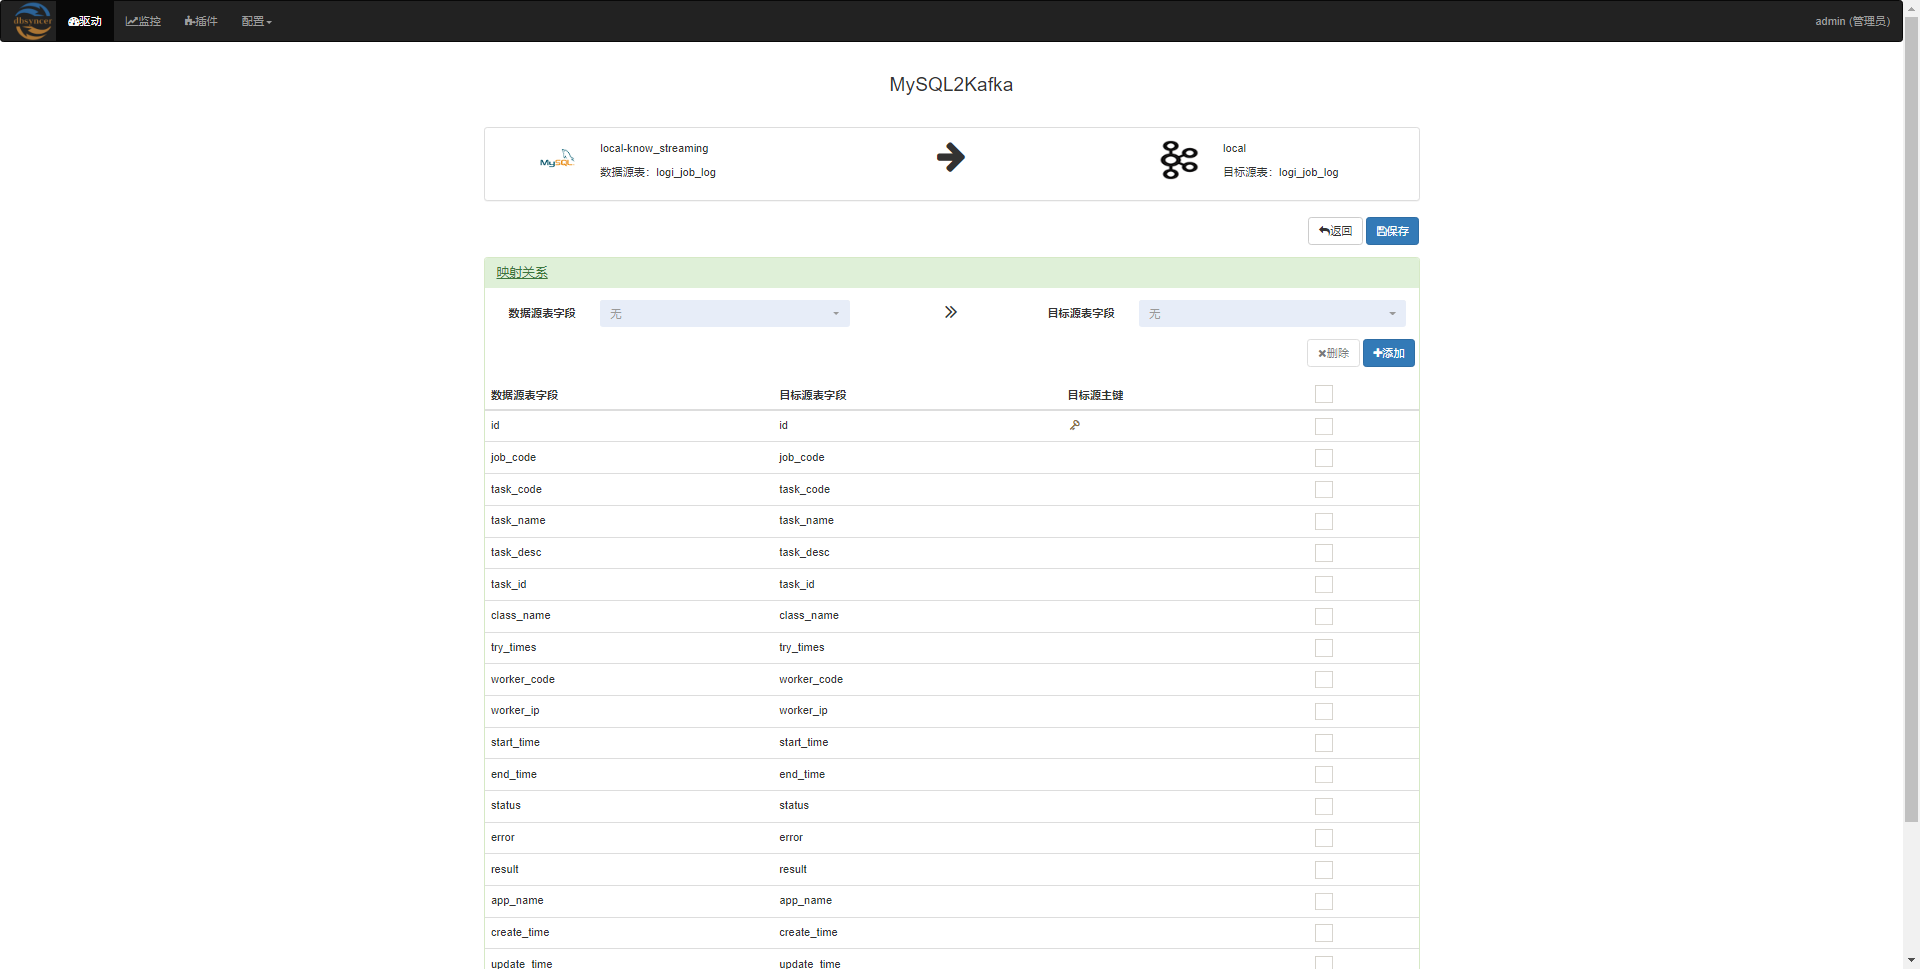 dbsyncer 驱动 监控 插件 配置 admin (管理员)
MySQL2Kafka
MySQL local-know_streaming local
数据源表：logi_job_log 目标源表：logi_job_log
返回 保存
映射关系
数据源表字段 无 目标源表字段 无
删除 添加
数据源表字段 目标源表字段 目标源主键
id id
job_code job_code
task_code task_code
task_name task_name
task_desc task_desc
task_id task_id
class_name class_name
try_times try_times
worker_code worker_code
worker_ip worker_ip
start_time start_time
end_time end_time
status status
error error
result result
app_name app_name
create_time create_time
update_time update_time